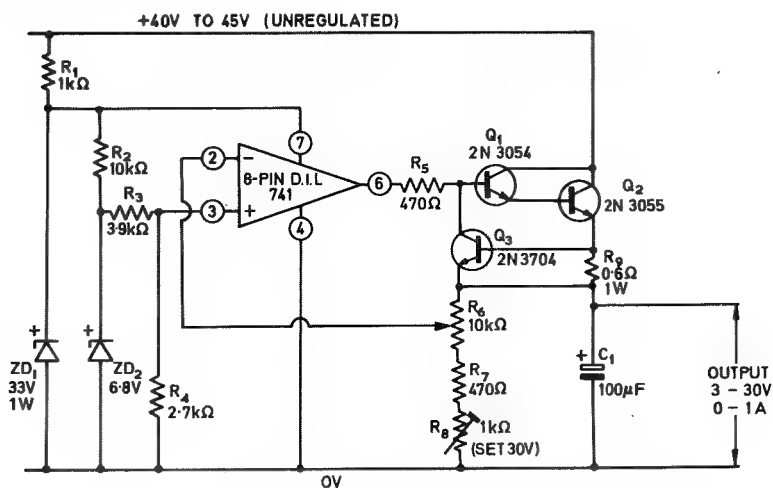 +40V TO 45V (UNREGULATED)
R1
1kΩ
R2
10kΩ
R3
3·9kΩ
2
3
−
+
8-PIN D.I.L
741
7
4
6
R5
470Ω
Q1
2N 3054
Q2
2N 3055
Q3
2N 3704
R9
0·6Ω
1W
R6
10kΩ
R7
470Ω
R8
1kΩ
(SET 30V)
+
C1
100µF
OUTPUT
3 – 30V
0 – 1A
+
ZD1
33V
1W
+
ZD2
6·8V
R4
2·7kΩ
0V